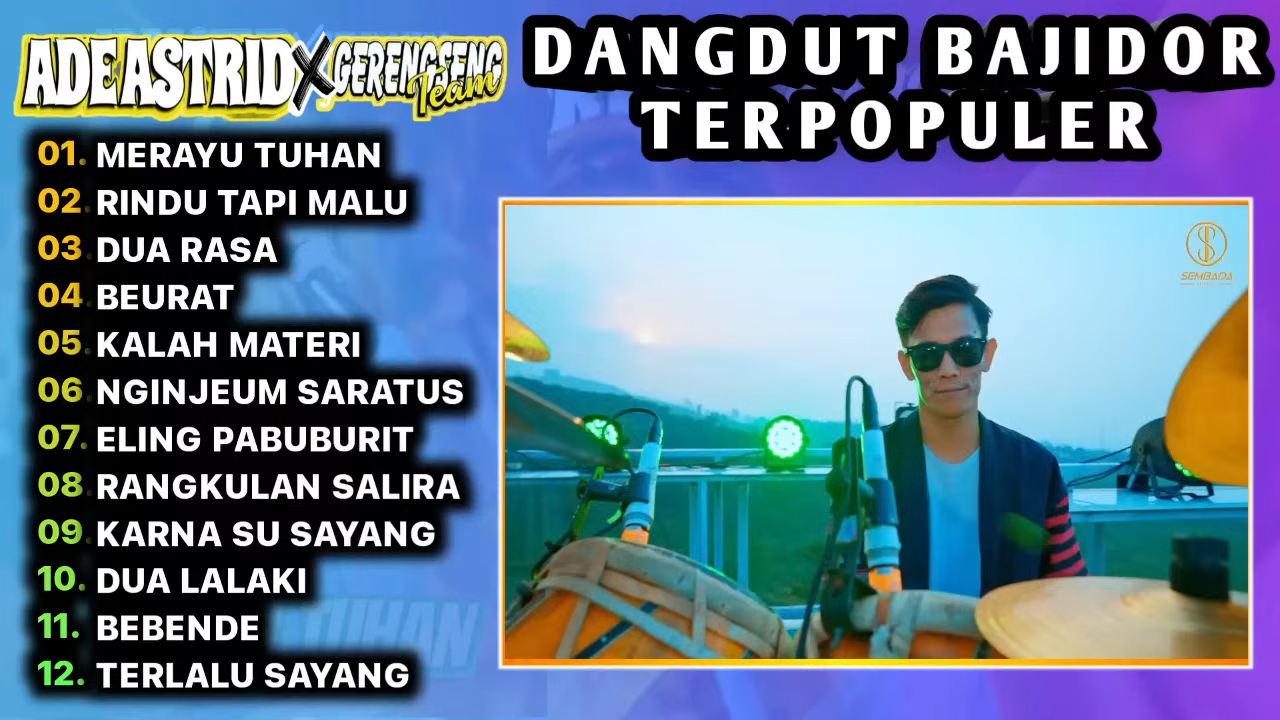 ADE ASTRID X GERENGSENG Team
DANGDUT BAJIDOR
TERPOPULER
01. MERAYU TUHAN
02. RINDU TAPI MALU
03. DUA RASA
04. BEURAT
05. KALAH MATERI
06. NGINJEUM SARATUS
07. ELING PABUBURIT
08. RANGKULAN SALIRA
09. KARNA SU SAYANG
10. DUA LALAKI
11. BEBENDE
12. TERLALU SAYANG
SEMBADA
TUHAN